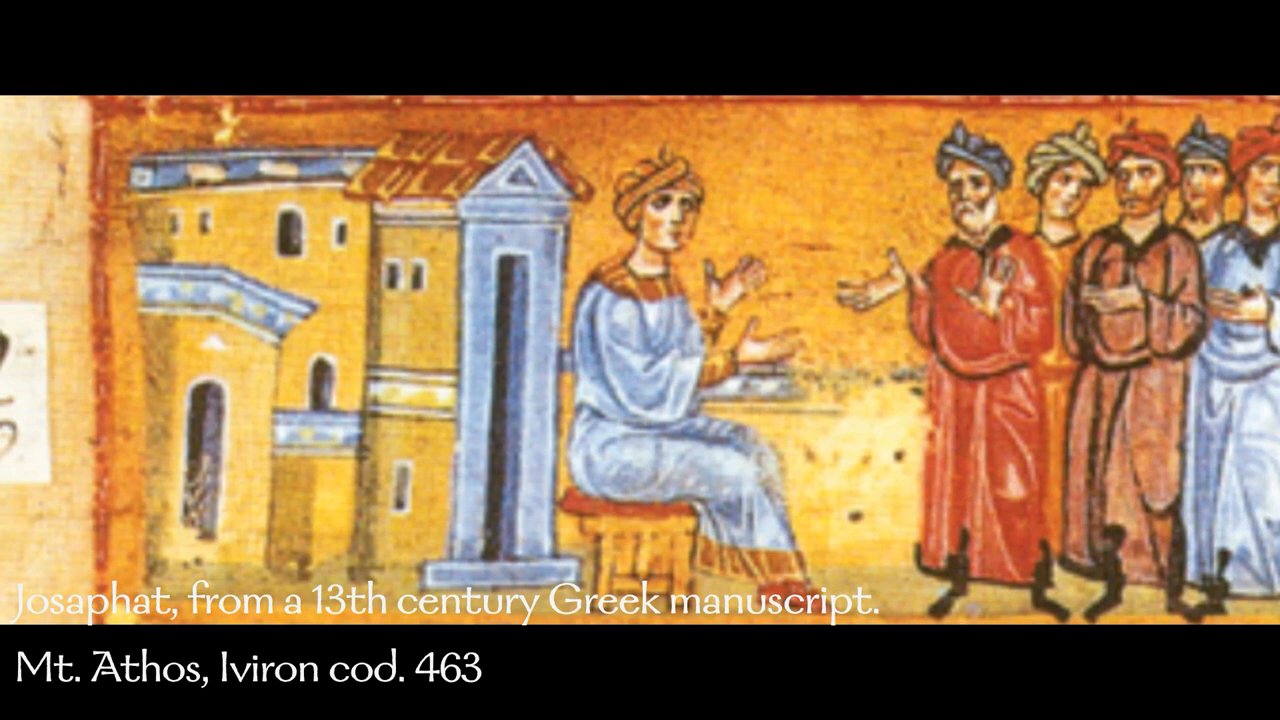 Josaphat, from a 13th century Greek manuscript.
Mt. Athos, Iviron cod. 463